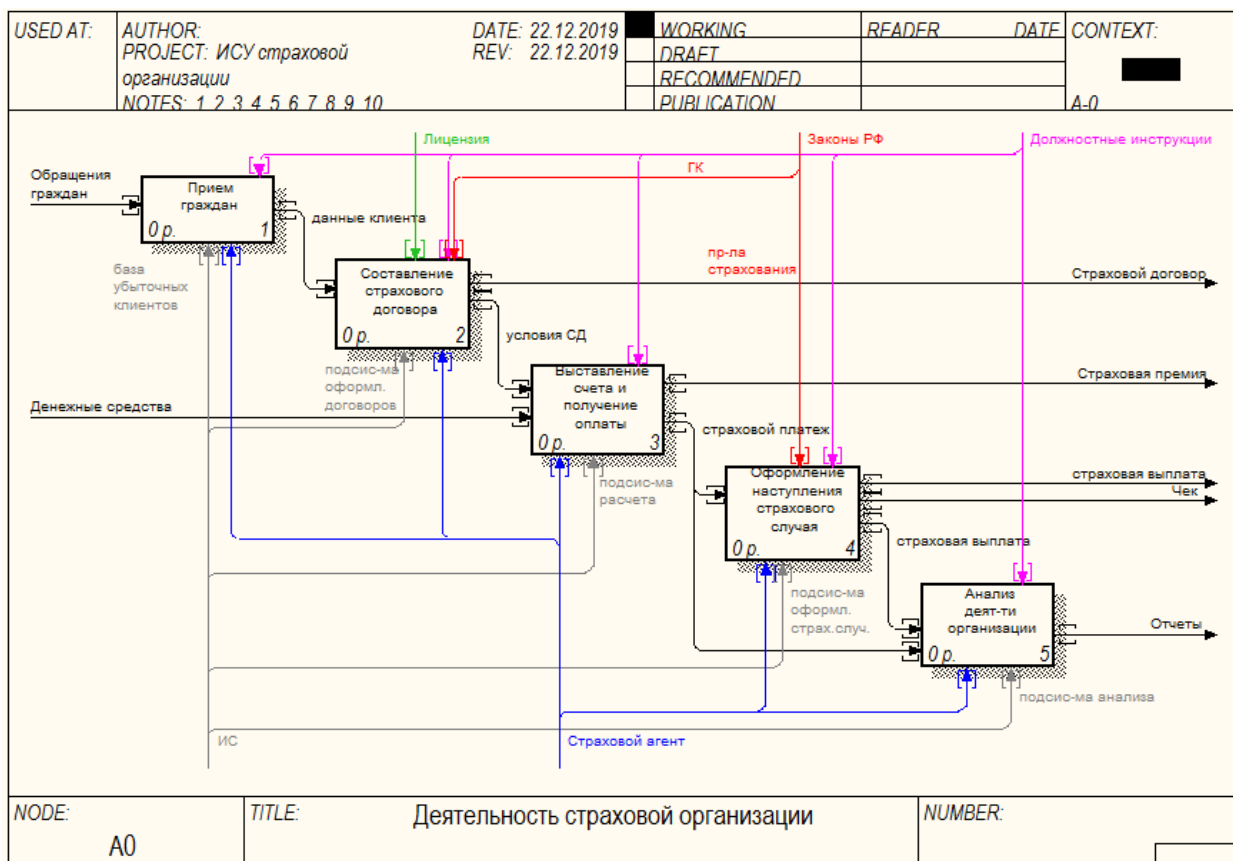 USED AT:
AUTHOR:
DATE: 22.12.2019
PROJECT: ИСУ страховой
REV: 22.12.2019
организации
NOTES: 1 2 3 4 5 6 7 8 9 10
WORKING
DRAFT
RECOMMENDED
PUBLICATION
READER
DATE
CONTEXT:
A-0
Лицензия
Законы РФ
Должностные инструкции
ГК
Обращения
граждан
Прием
граждан
0 р.
1
данные клиента
база
убыточных
клиентов
пр-ла
страхования
Составление
страхового
договора
0 р.
2
Страховой договор
условия СД
подсис-ма
оформл.
договоров
Выставление
счета и
получение
оплаты
0 р.
3
Страховая премия
Денежные средства
страховой платеж
подсис-ма
расчета
Оформление
наступления
страхового
случая
0 р.
4
страховая выплата
Чек
страховая выплата
подсис-ма
оформл.
страх.случ.
Анализ
деят-ти
организации
0 р.
5
Отчеты
подсис-ма анализа
ИС
Страховой агент
NODE:
A0
TITLE:
Деятельность страховой организации
NUMBER: